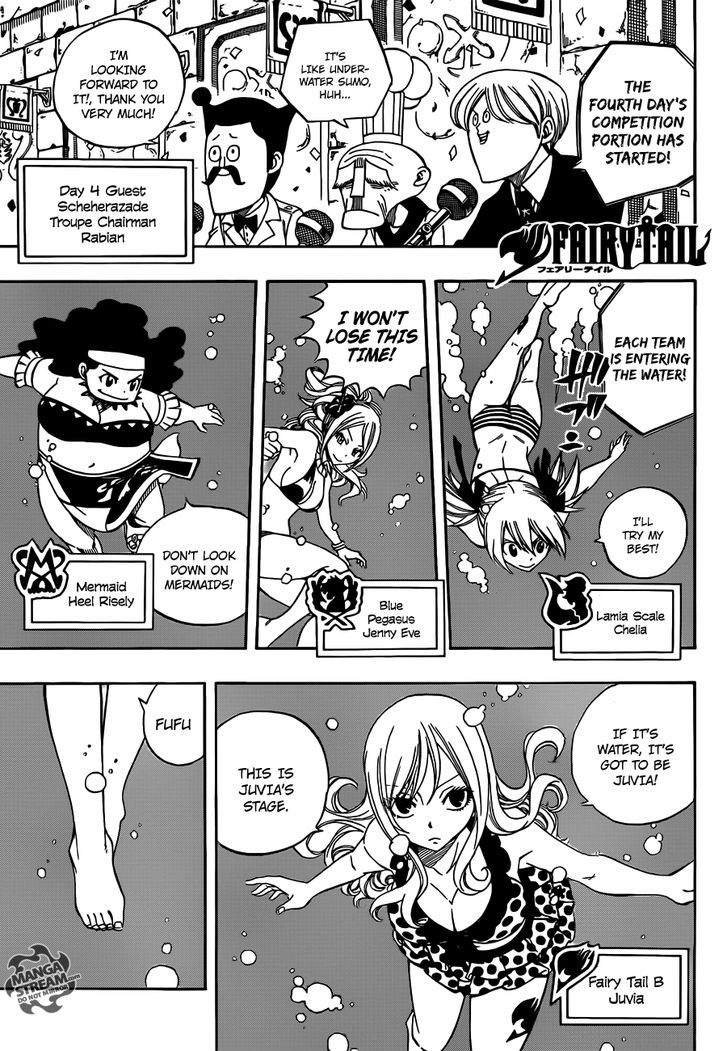 THE
FOURTH DAY'S
COMPETITION
PORTION HAS
STARTED!
IT'S
LIKE UNDER-
WATER SUMO,
HUH...
I'M
LOOKING
FORWARD TO
IT!, THANK YOU
VERY MUCH!
Day 4 Guest
Scheherazade
Troupe Chairman
Rabian
FAIRY TAIL
フェアリーテイル
EACH TEAM
IS ENTERING
THE WATER!
I'LL
TRY MY
BEST!
Lamia Scale
Chelia
I WON'T
LOSE THIS
TIME!
Blue
Pegasus
Jenny Eve
DON'T LOOK
DOWN ON
MERMAIDS!
Mermaid
Heel Risely
IF IT'S
WATER, IT'S
GOT TO BE
JUVIA!
THIS IS
JUVIA'S
STAGE.
Fairy Tail B
Juvia
FUFU
MANGA
STREAM.com
DO NOT MIRROR